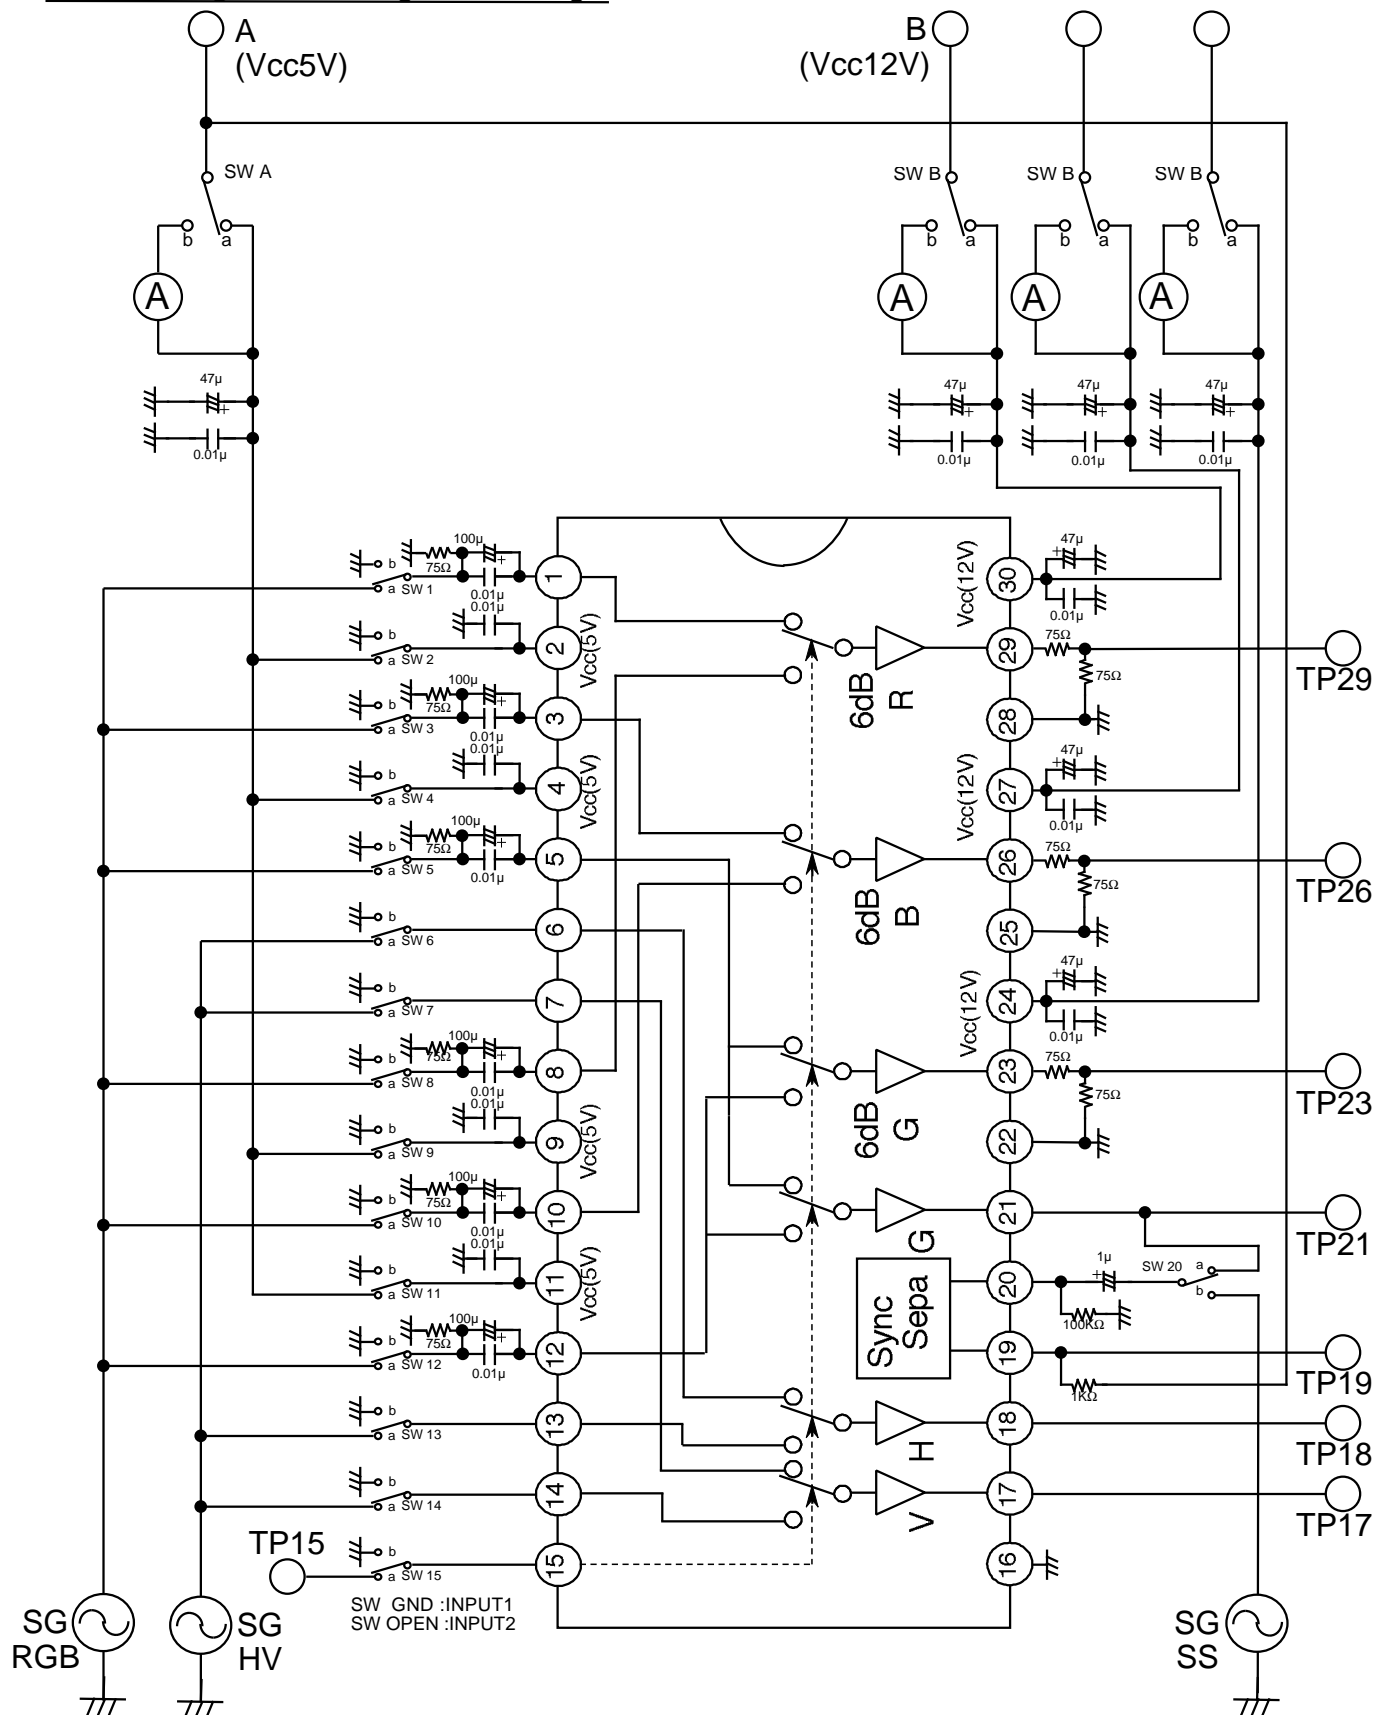 A
(Vcc5V)
B
(Vcc12V)
SW A
b
a
A
47µ
+
0.01µ
SW B
b
a
A
47µ
+
0.01µ
SW B
b
a
A
47µ
+
0.01µ
SW B
b
a
A
47µ
+
0.01µ
b
a SW 1
75Ω
100µ
+
0.01µ
1
b
a SW 2
0.01µ
2
Vcc(5V)
b
a SW 3
75Ω
100µ
+
0.01µ
3
b
a SW 4
0.01µ
4
Vcc(5V)
b
a SW 5
75Ω
100µ
+
0.01µ
5
b
a SW 6
6
b
a SW 7
7
b
a SW 8
75Ω
100µ
+
0.01µ
8
b
a SW 9
0.01µ
9
Vcc(5V)
b
a SW 10
75Ω
100µ
+
0.01µ
10
b
a SW 11
0.01µ
11
Vcc(5V)
b
a SW 12
75Ω
100µ
+
0.01µ
12
b
a SW 13
13
b
a SW 14
14
TP15
b
a SW 15
15
SW GND :INPUT1
SW OPEN :INPUT2
6dB
R
6dB
B
6dB
G
G
Sync
Sepa
H
V
Vcc(12V)
30
+
47µ
0.01µ
29
75Ω
75Ω
TP29
28
Vcc(12V)
27
+
47µ
0.01µ
26
75Ω
75Ω
TP26
25
Vcc(12V)
24
+
47µ
0.01µ
23
75Ω
75Ω
TP23
22
21
TP21
20
1µ
+
SW 20
a
b
100KΩ
19
TP19
1KΩ
18
TP18
17
TP17
16
SG
RGB
SG
HV
SG
SS